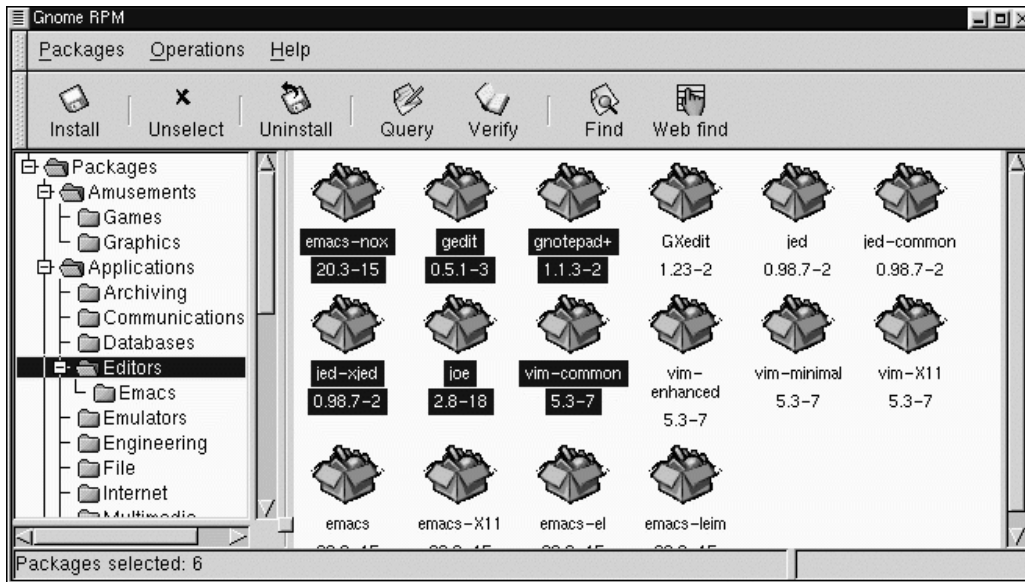 Gnome RPM
Packages Operations Help
Install Unselect Uninstall Query Verify Find Web find
Packages
Amusements
Games
Graphics
Applications
Archiving
Communications
Databases
Editors
Emacs
Emulators
Engineering
File
Internet
Multimedia
emacs-nox gedit gnotepad+ GXedit jed jed-common
20.3-15 0.5.1-3 1.1.3-2 1.23-2 0.98.7-2 0.98.7-2
jed-xjed joe vim-common vim-enhanced vim-minimal vim-X11
0.98.7-2 2.8-18 5.3-7 5.3-7 5.3-7 5.3-7
emacs emacs-X11 emacs-el emacs-leim
Packages selected: 6